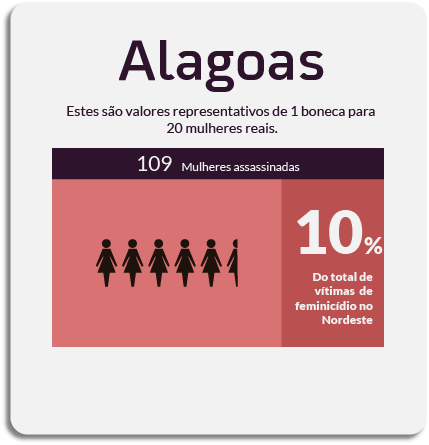 Alagoas
Estes são valores representativos de 1 boneca para
20 mulheres reais.
109 Mulheres assassinadas
10%
Do total de
vítimas de
feminicídio no
Nordeste